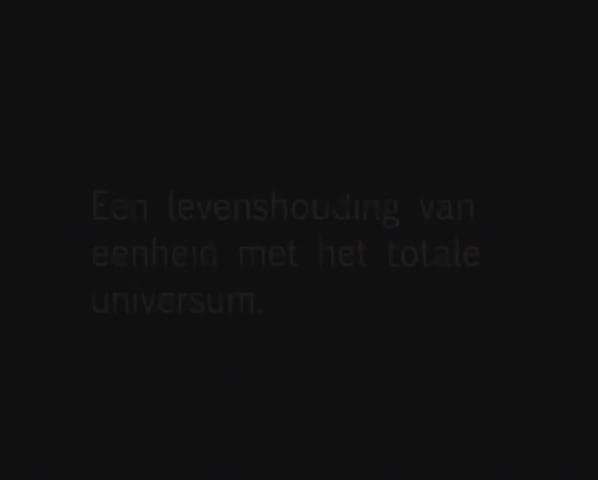 Een levenshouding van
eenheid met het totale
universum.